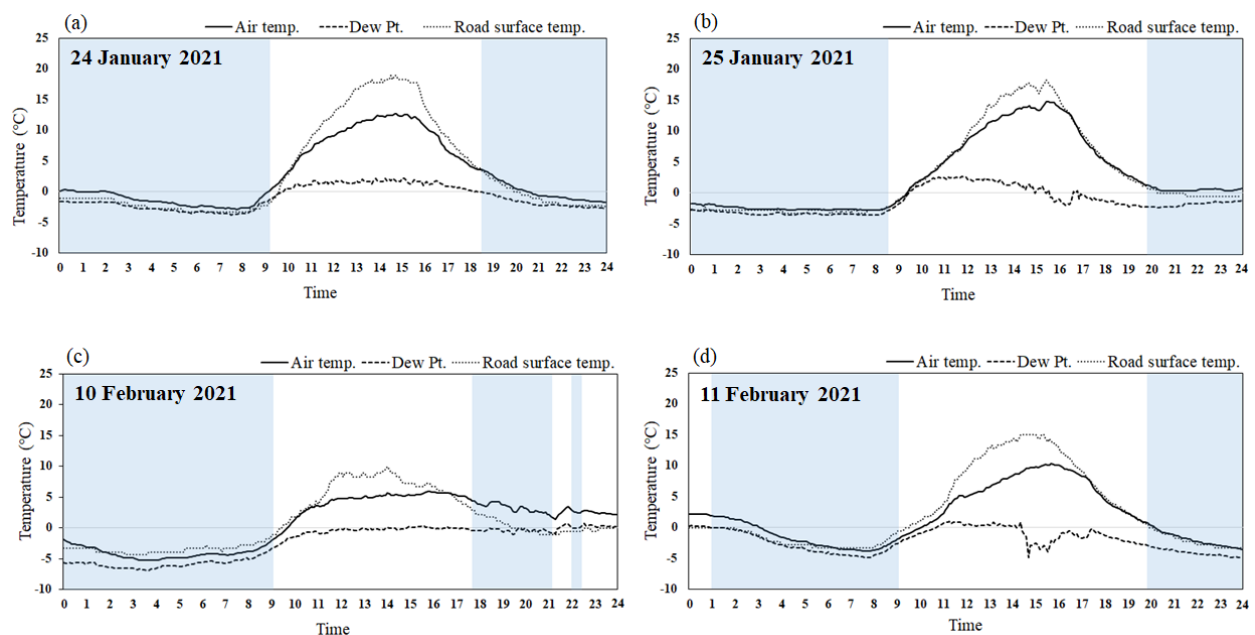 (a)
Air temp. Dew Pt. Road surface temp.
24 January 2021
Temperature (°C)
25
20
15
10
5
0
-5
-10
0 1 2 3 4 5 6 7 8 9 10 11 12 13 14 15 16 17 18 19 20 21 22 23 24
Time
(b)
Air temp. Dew Pt. Road surface temp.
25 January 2021
Temperature (°C)
25
20
15
10
5
0
-5
-10
0 1 2 3 4 5 6 7 8 9 10 11 12 13 14 15 16 17 18 19 20 21 22 23 24
Time
(c)
Air temp. Dew Pt. Road surface temp.
10 February 2021
Temperature (°C)
25
20
15
10
5
0
-5
-10
0 1 2 3 4 5 6 7 8 9 10 11 12 13 14 15 16 17 18 19 20 21 22 23 24
Time
(d)
Air temp. Dew Pt. Road surface temp.
11 February 2021
Temperature (°C)
25
20
15
10
5
0
-5
-10
0 1 2 3 4 5 6 7 8 9 10 11 12 13 14 15 16 17 18 19 20 21 22 23 24
Time